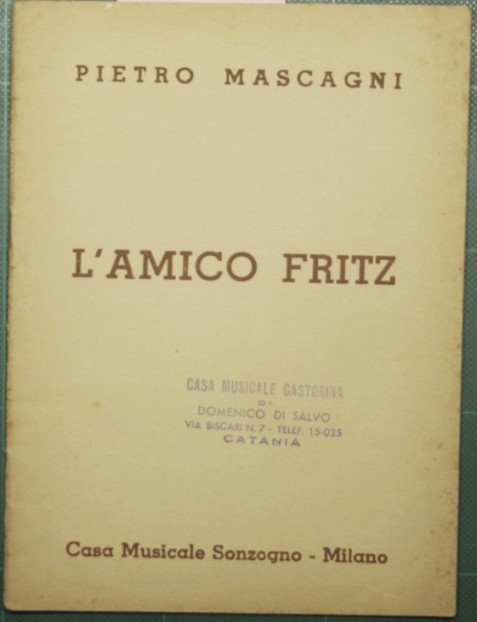 PIETRO MASCAGNI
L'AMICO FRITZ
CASA MUSICALE CASTORINA
DI
DOMENICO DI SALVO
VIA BISCARI N. 7 - TELEF. 15-035
CATANIA
Casa Musicale Sonzogno - Milano